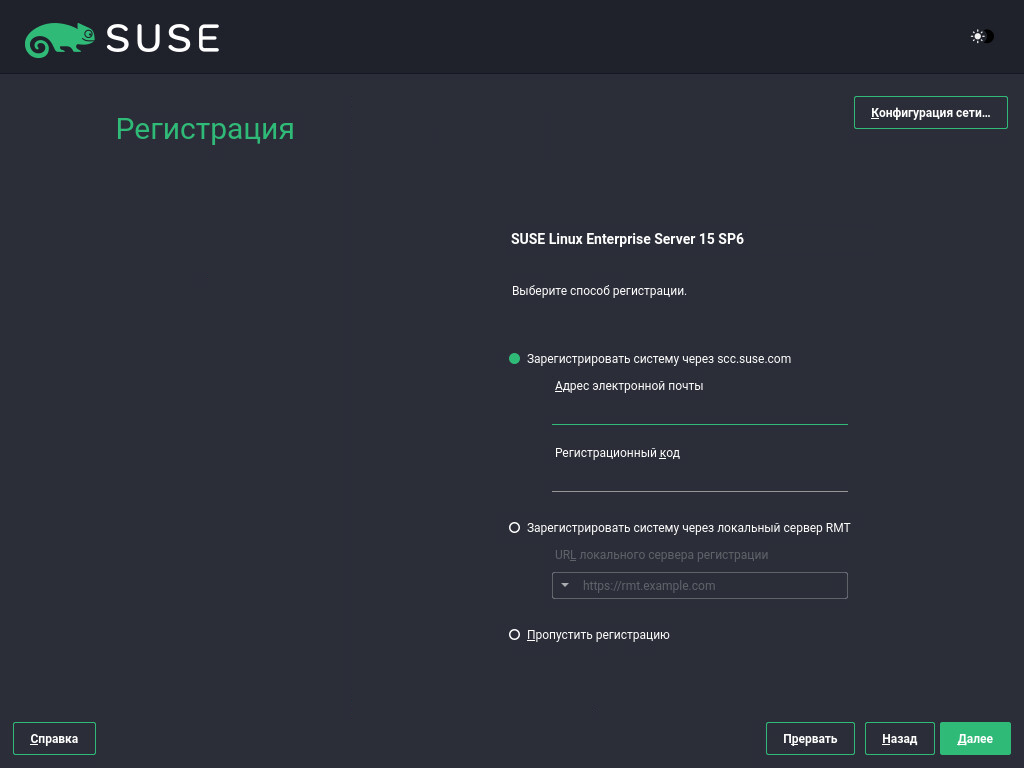 SUSE
Регистрация
Конфигурация сети...
SUSE Linux Enterprise Server 15 SP6
Выберите способ регистрации.
Зарегистрировать систему через scc.suse.com
Адрес электронной почты
Регистрационный код
Зарегистрировать систему через локальный сервер RMT
URL локального сервера регистрации
https://rmt.example.com
Пропустить регистрацию
Справка
Прервать
Назад
Далее